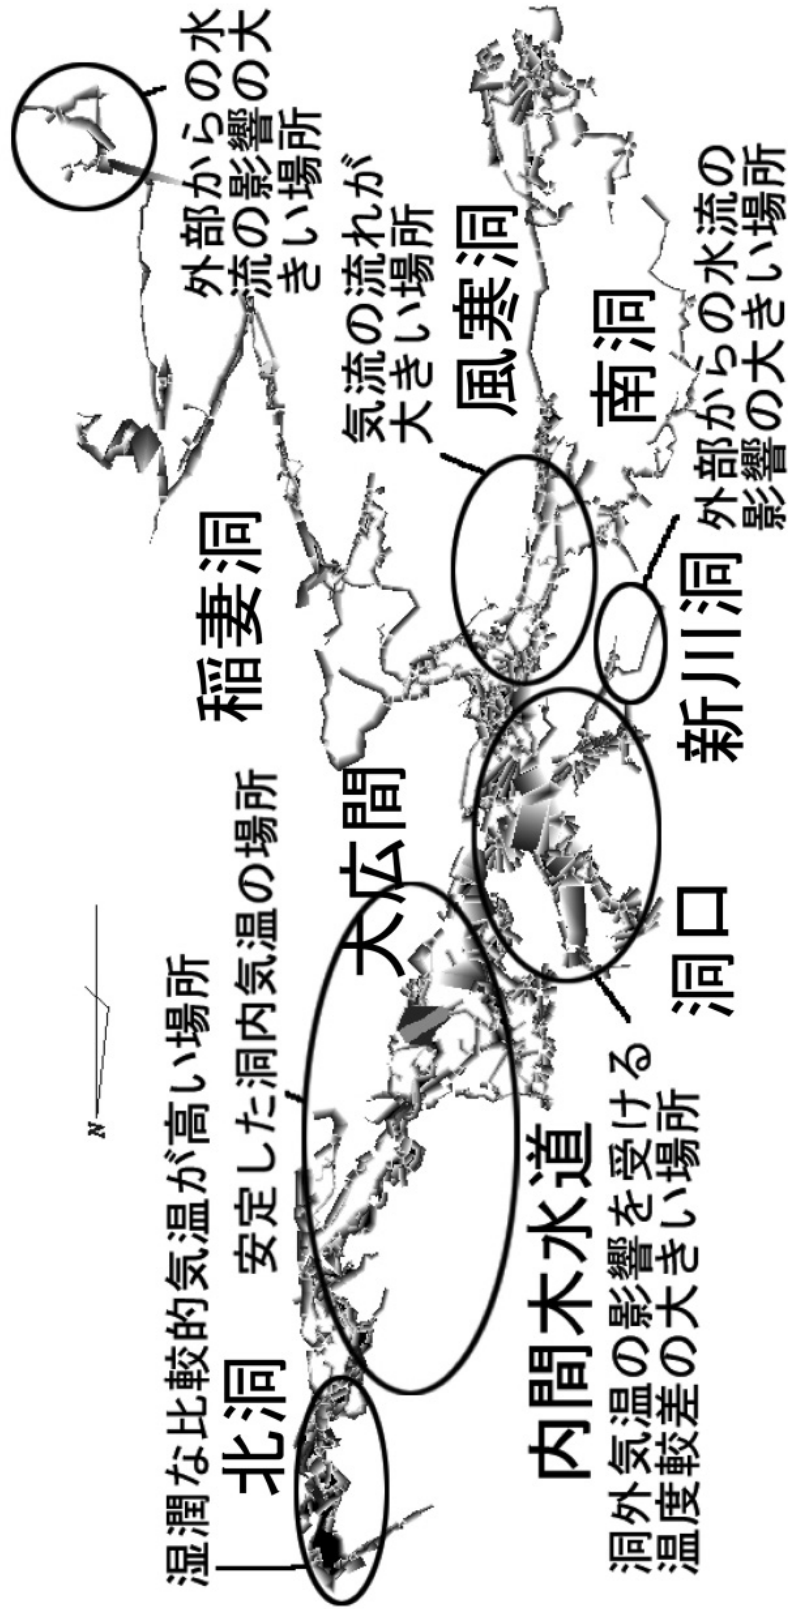 湿潤な比較的気温が高い場所
北洞
安定した洞内気温の場所
大広間
稲妻洞
外部からの水
流の影響の大
きい場所
気流の流れが
大きい場所
風寒洞
南洞
内間木水道
洞外気温の影響を受ける
温度較差の大きい場所
洞口
新川洞
外部からの水流の
影響の大きい場所
N